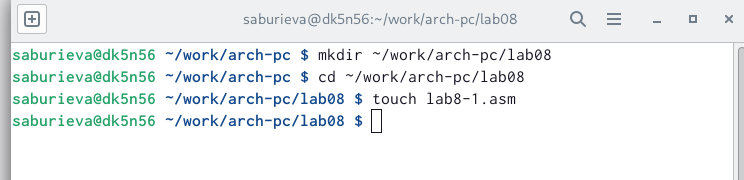 saburieva@dk5n56:~/work/arch-pc/lab08
saburieva@dk5n56 ~/work/arch-pc $ mkdir ~/work/arch-pc/lab08
saburieva@dk5n56 ~/work/arch-pc $ cd ~/work/arch-pc/lab08
saburieva@dk5n56 ~/work/arch-pc/lab08 $ touch lab8-1.asm
saburieva@dk5n56 ~/work/arch-pc/lab08 $